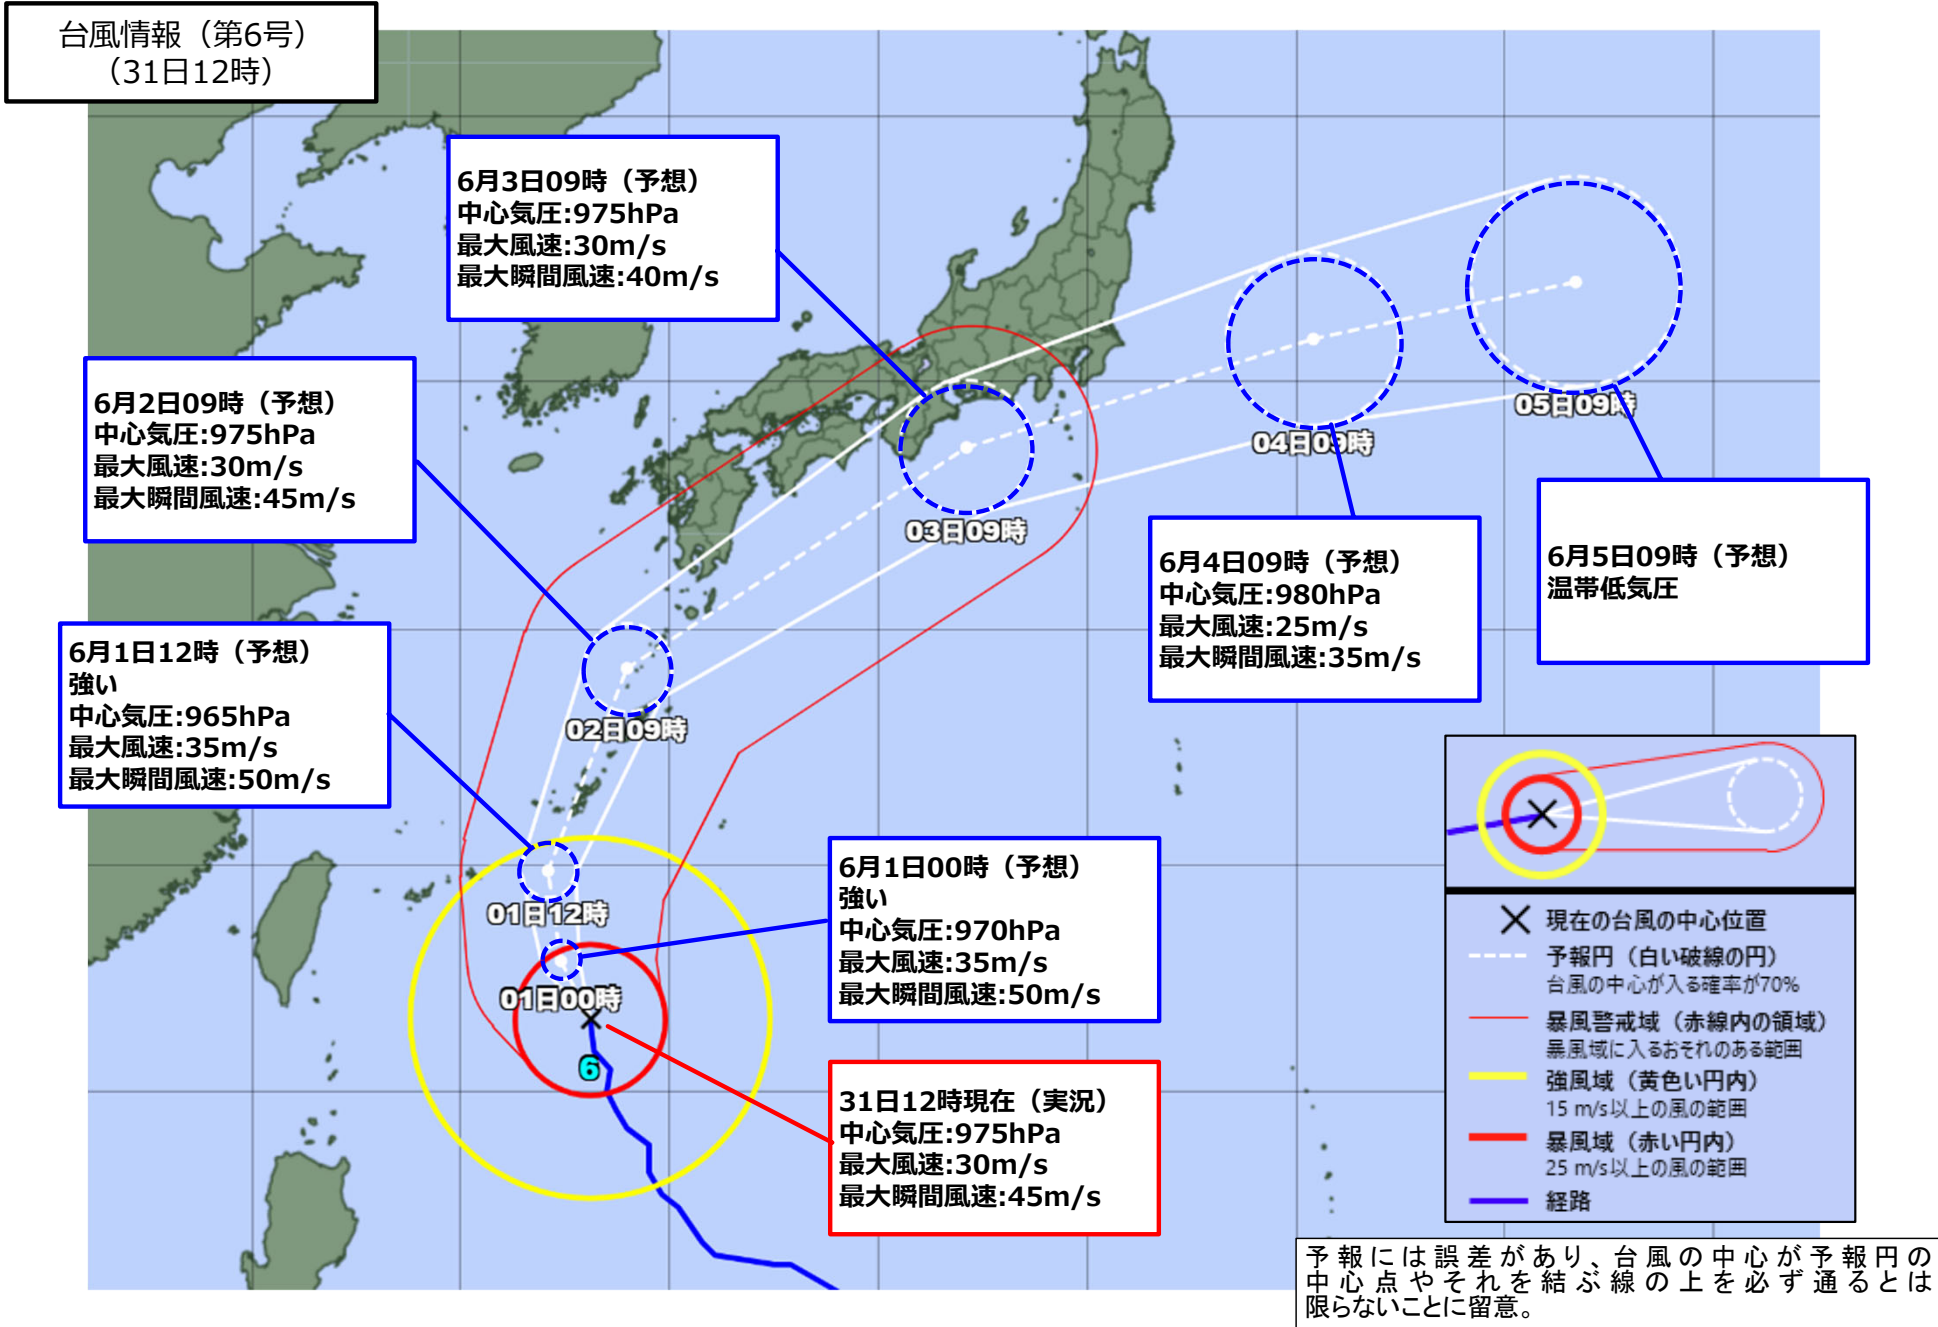 台風情報（第6号）
（31日12時）
6月3日09時（予想）
中心気圧:975hPa
最大風速:30m/s
最大瞬間風速:40m/s
6月2日09時（予想）
中心気圧:975hPa
最大風速:30m/s
最大瞬間風速:45m/s
05日09時
04日09時
03日09時
6月4日09時（予想）
中心気圧:980hPa
最大風速:25m/s
最大瞬間風速:35m/s
6月5日09時（予想）
温帯低気圧
6月1日12時（予想）
強い
中心気圧:965hPa
最大風速:35m/s
最大瞬間風速:50m/s
02日09時
01日12時
6月1日00時（予想）
強い
中心気圧:970hPa
最大風速:35m/s
最大瞬間風速:50m/s
01日00時
6
31日12時現在（実況）
中心気圧:975hPa
最大風速:30m/s
最大瞬間風速:45m/s
現在の台風の中心位置
予報円（白い破線の円）
台風の中心が入る確率が70%
暴風警戒域（赤線内の領域）
暴風域に入るおそれのある範囲
強風域（黄色い円内）
15 m/s以上の風の範囲
暴風域（赤い円内）
25 m/s以上の風の範囲
経路
予報には誤差があり、台風の中心が予報円の
中心点やそれを結ぶ線の上を必ず通るとは
限らないことに留意。